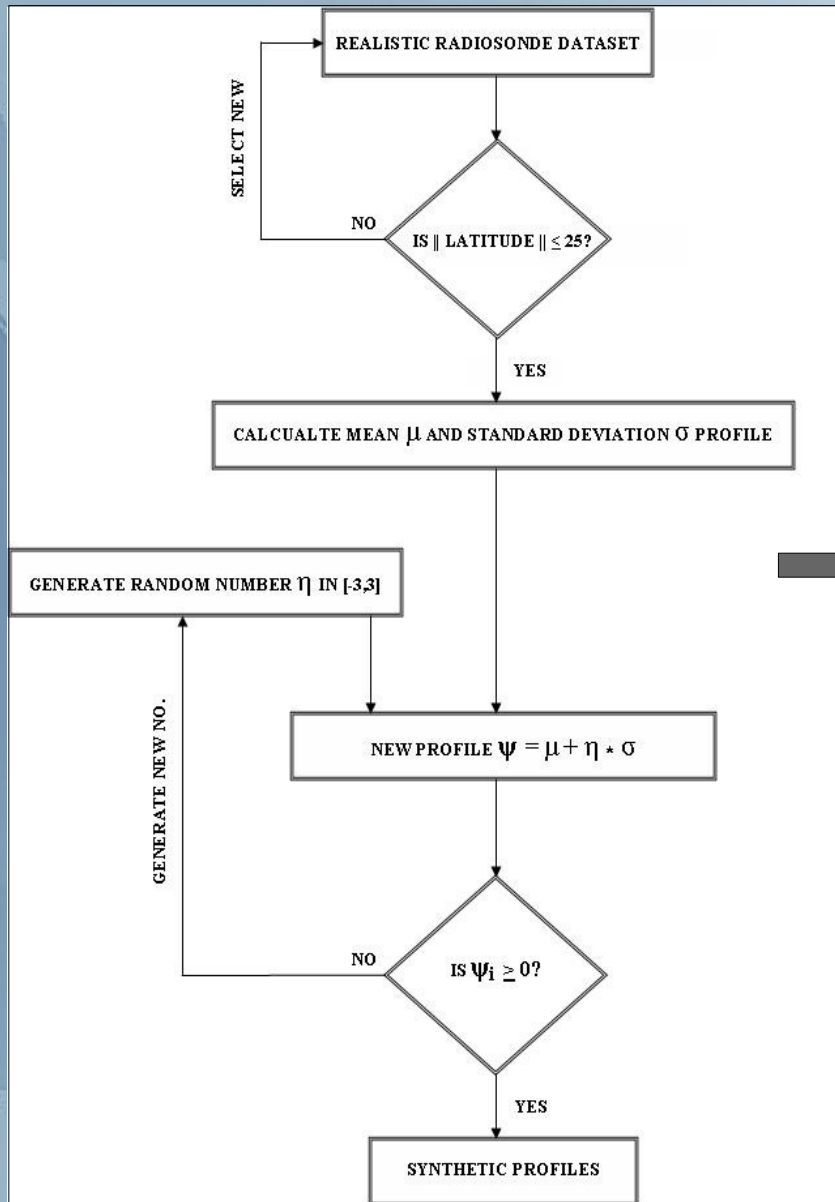 REALISTIC RADIOSONDE DATASET
SELECT NEW
NO
IS || LATITUDE || ≤ 25?
YES
CALCUALTE MEAN μ AND STANDARD DEVIATION σ PROFILE
GENERATE RANDOM NUMBER η IN [-3,3]
GENERATE NEW NO.
NEW PROFILE ψ = μ + η * σ
NO
IS ψi ≥ 0?
YES
SYNTHETIC PROFILES